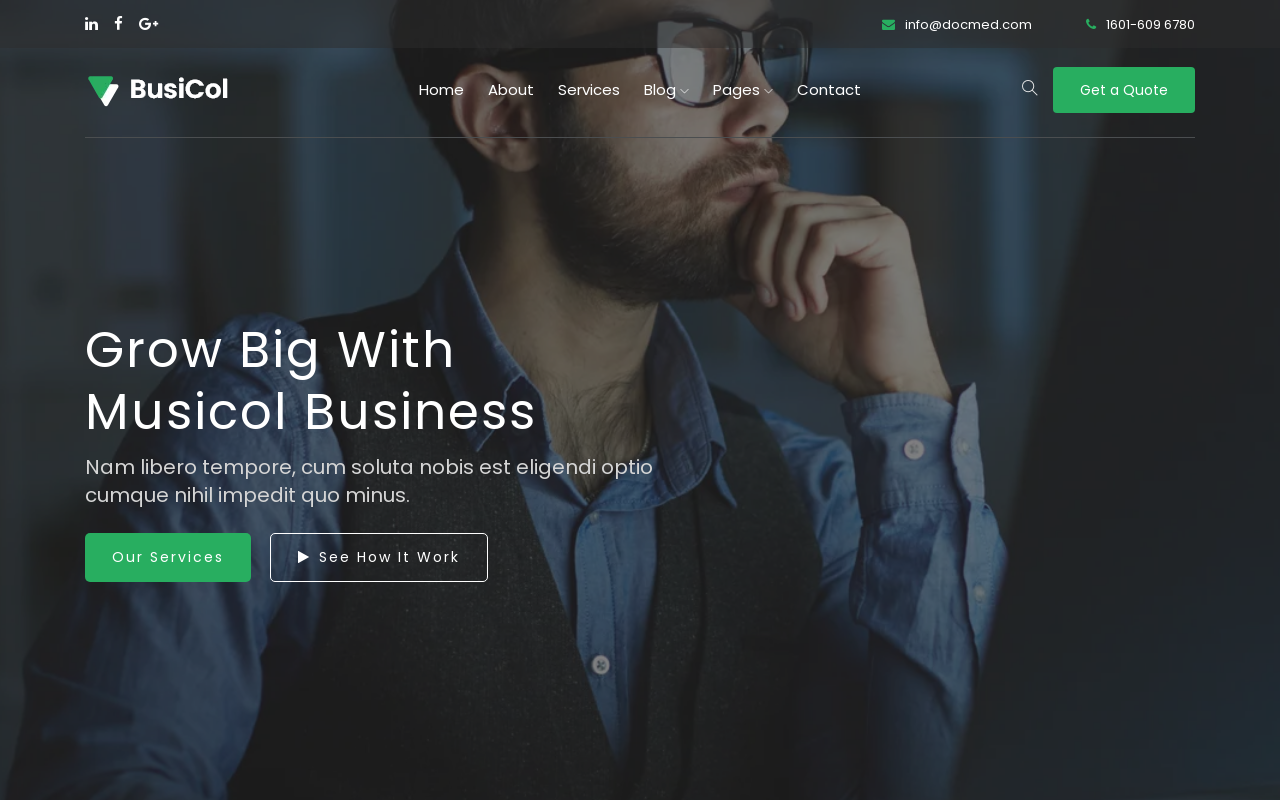 info@docmed.com
1601-609 6780
BusiCol
Home
About
Services
Blog
Pages
Contact
Get a Quote
Grow Big With
Musicol Business
Nam libero tempore, cum soluta nobis est eligendi optio
cumque nihil impedit quo minus.
Our Services
See How It Work